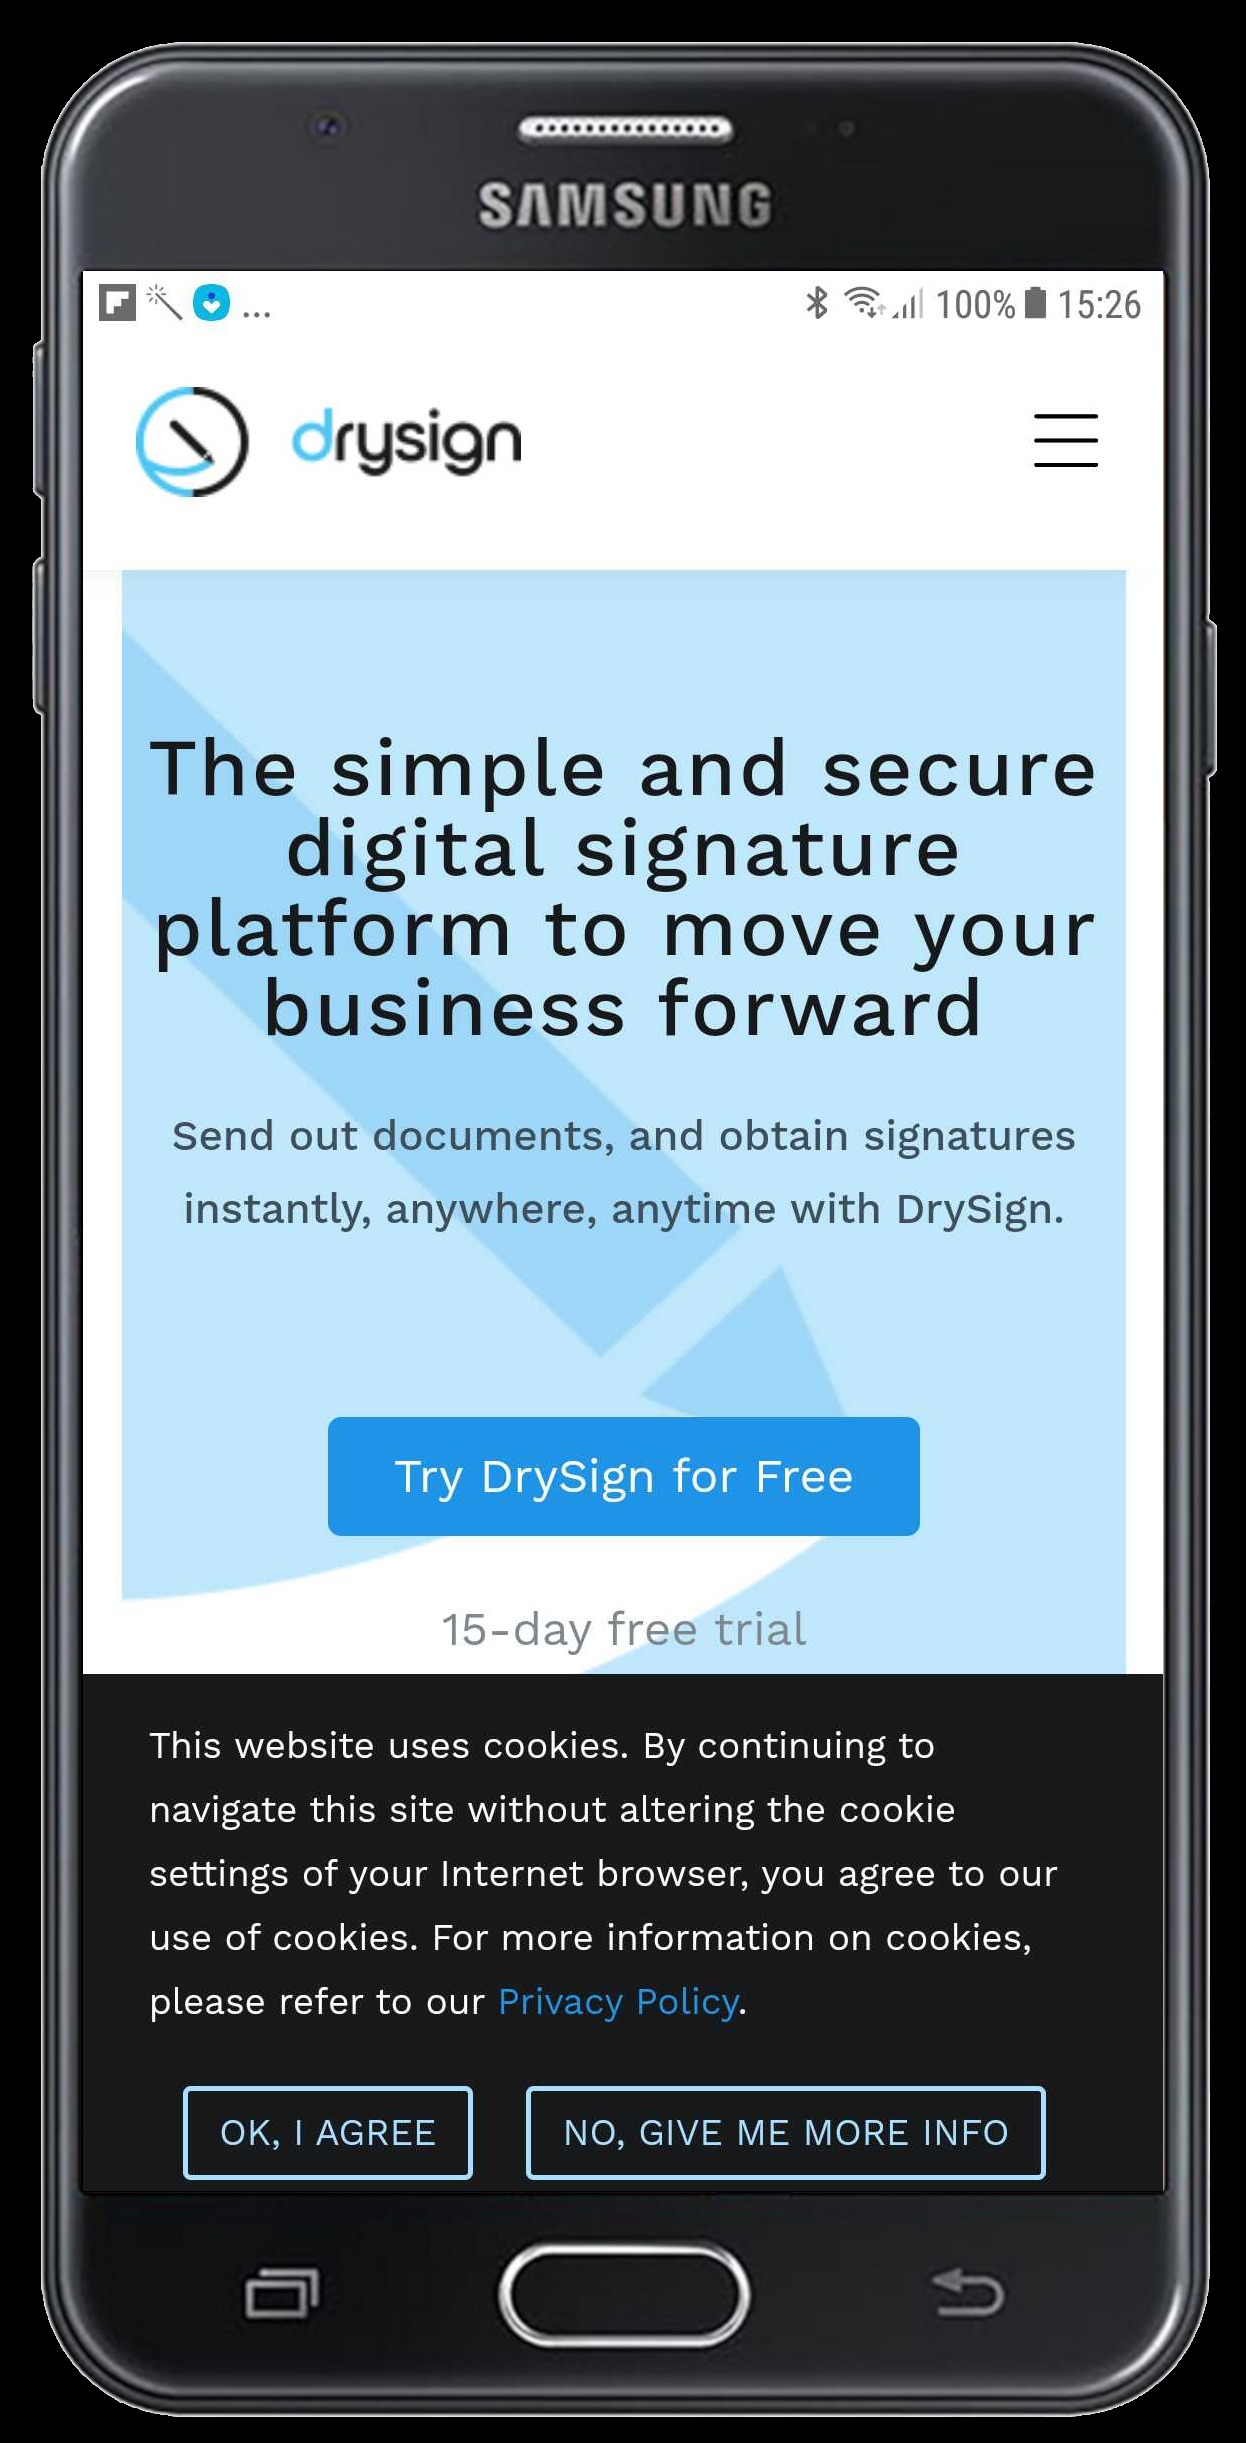 SAMSUNG
... 100% 15:26
drysign
The simple and secure
digital signature
platform to move your
business forward
Send out documents, and obtain signatures
instantly, anywhere, anytime with DrySign.
Try DrySign for Free
15-day free trial
This website uses cookies. By continuing to
navigate this site without altering the cookie
settings of your Internet browser, you agree to our
use of cookies. For more information on cookies,
please refer to our Privacy Policy.
OK, I AGREE
NO, GIVE ME MORE INFO